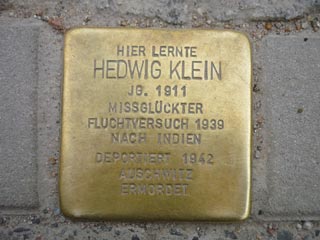 HIER LERNTE
HEDWIG KLEIN
JG. 1911
MISSGLÜCKTER
FLUCHTVERSUCH 1939
NACH INDIEN
DEPORTIERT 1942
AUSCHWITZ
ERMORDET